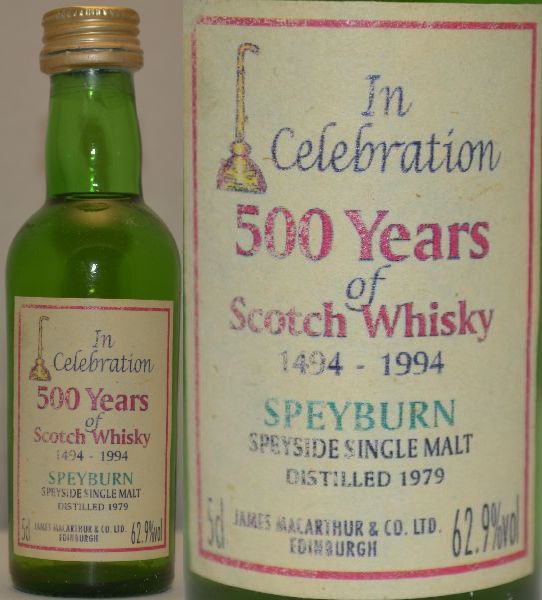 In
Celebration
500 Years
of
Scotch Whisky
1494 - 1994
SPEYBURN
SPEYSIDE SINGLE MALT
DISTILLED 1979
5cl JAMES MACARTHUR & CO. LTD. 62.9%vol
EDINBURGH
In
Celebration
500 Years
of
Scotch Whisky
1494 - 1994
SPEYBURN
SPEYSIDE SINGLE MALT
DISTILLED 1979
5cl JAMES MACARTHUR & CO. LTD. 62.9%vol
EDINBURGH